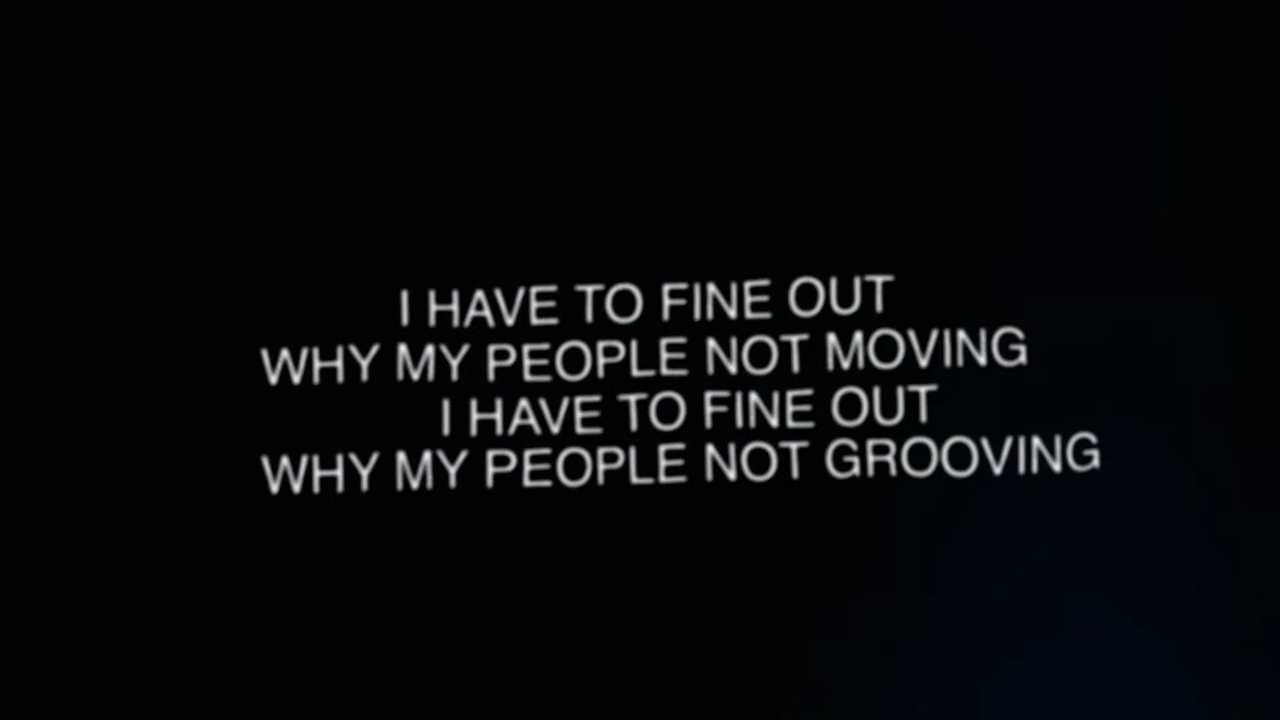 I HAVE TO FINE OUT
WHY MY PEOPLE NOT MOVING
I HAVE TO FINE OUT
WHY MY PEOPLE NOT GROOVING